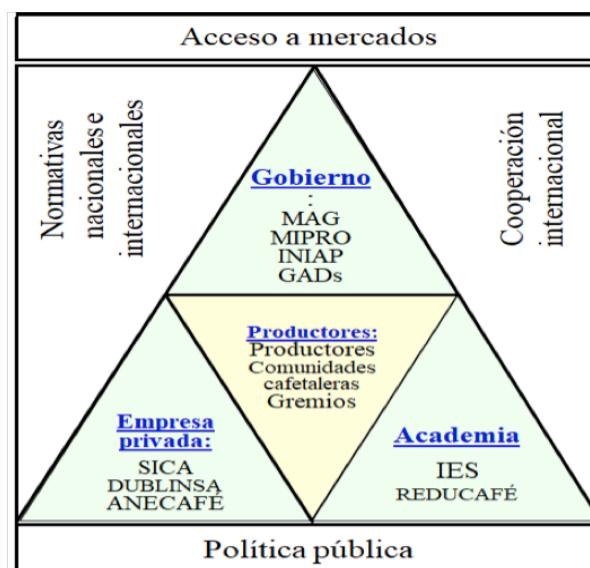 Acceso a mercados
Normativas
nacionales e
internacionales
Cooperación
internacional
Gobierno
:
MAG
MIPRO
INIAP
GADs
Productores:
Productores
Comunidades
cafetaleras
Gremios
Empresa
privada:
SICA
DUBLINSA
ANECAFÉ
Academia
IES
REDUCAFÉ
Política pública